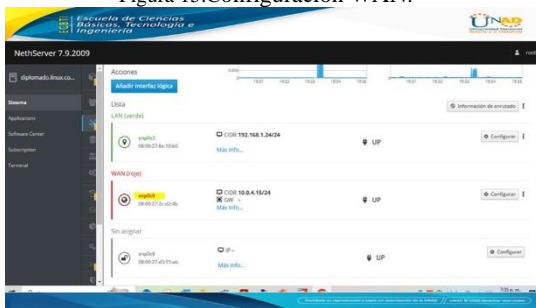 Figura 15.Configuración WAN.
Escuela de Ciencias
Básicas, Tecnología e
Ingeniería
ECBTI
UNAD
NethServer 7.9.2009
root
diplomado.linux.co...
Sistema
Applications
Software Center
Subscription
Terminal
Acciones
Añadir interfaz lógica
Lista
Información de enrutado
LAN (verde)
enp0s3
CIDR 192.168.1.24/24
Más info...
UP
Configurar
WAN (rojo)
CIDR 10.0.4.15/24
GW -
Más info...
UP
Configurar
Sin asignar
enp0s8
IP -
Más info...
UP
Configurar